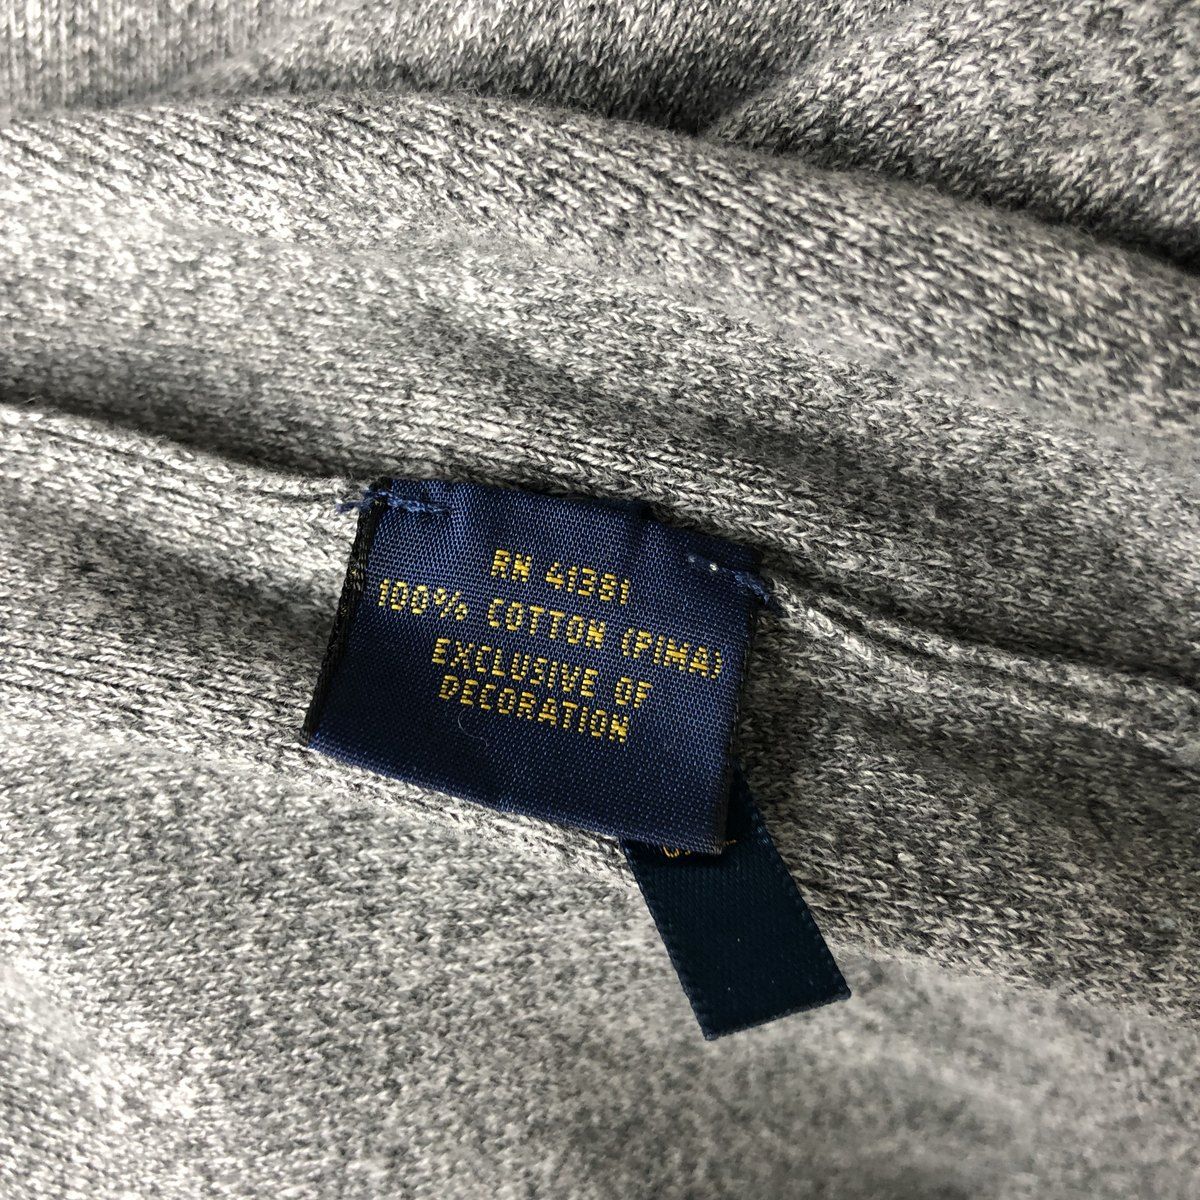 RN 41381
100% COTTON (PIMA)
EXCLUSIVE OF
DECORATION